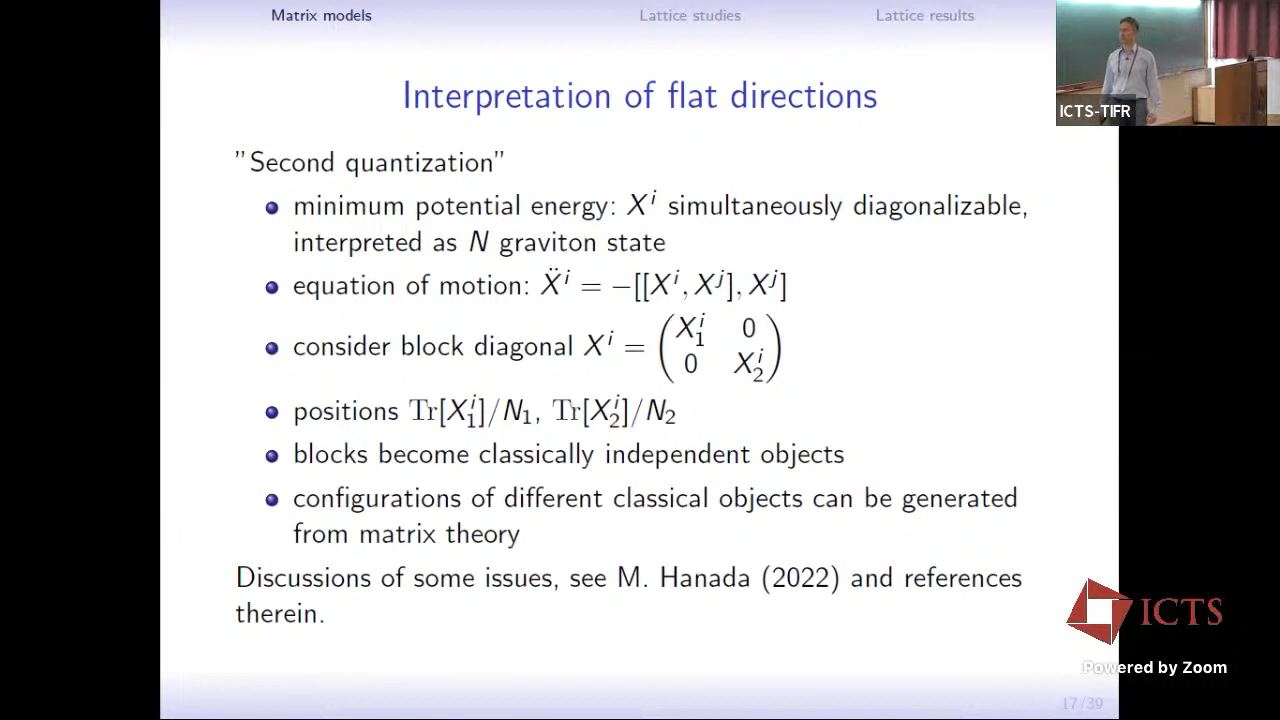 Matrix models Lattice studies Lattice results
Interpretation of flat directions
"Second quantization"
minimum potential energy: X^i simultaneously diagonalizable,
interpreted as N graviton state
equation of motion: Ẍ^i = −[[X^i, X^j], X^j]
consider block diagonal X^i = (X_1^i 0
0 X_2^i)
positions Tr[X_1^i]/N_1, Tr[X_2^i]/N_2
blocks become classically independent objects
configurations of different classical objects can be generated
from matrix theory
Discussions of some issues, see M. Hanada (2022) and references
therein.
17/39
ICTS-TIFR
ICTS
Powered by Zoom